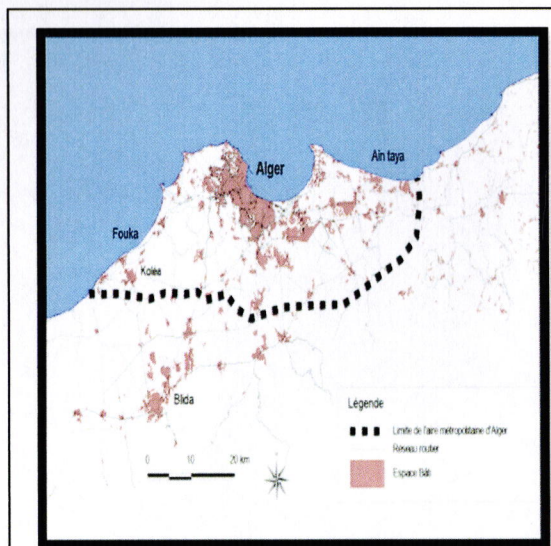 Alger
Ain taya
Fouka
Koléa
Blida
Légende
Limite de l'aire métropolitaine d'Alger
Réseau routier
Espace Bâti
0 10 20 km